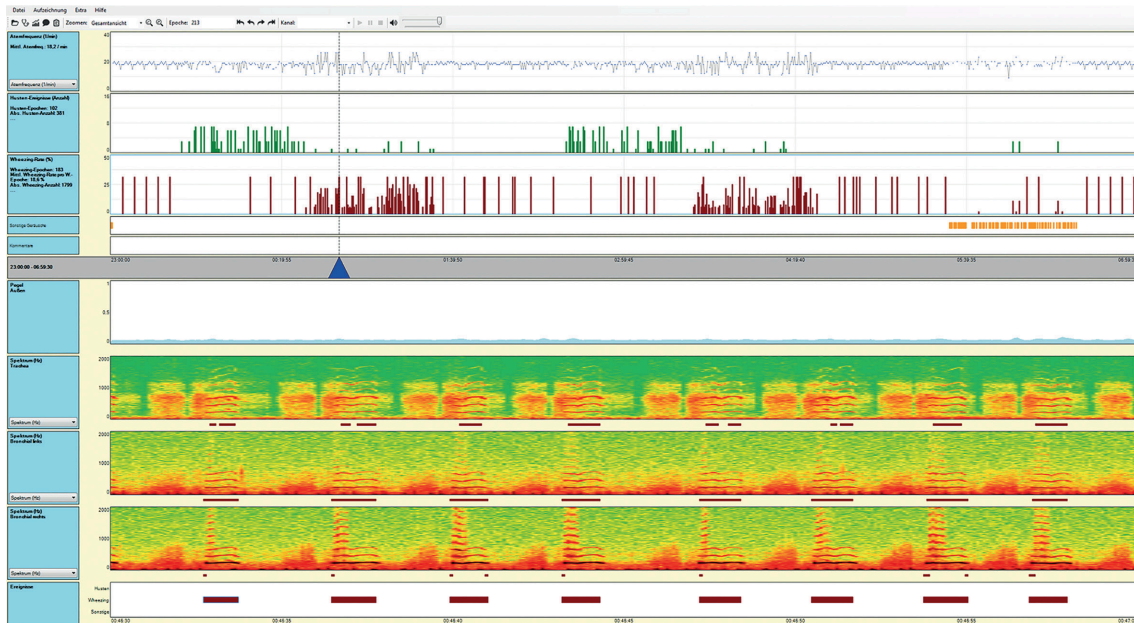 Datei Aufzeichnung Extra Hilfe
Zoomen: Gesamtansicht Epoche: 213 Kanal:
Atemfrequenz (1/min)
Mittl. Atemfreq.: 18,2 / min
Atemfrequenz (1/min)
40
20
0
Husten-Ereignisse (Anzahl)
Husten-Epochen: 102
Abs. Husten-Anzahl: 381
...
0
Wheezing-Rate (%)
Wheezing-Epochen: 183
Mittl. Wheezing-Rate pro W.-
Epoche: 10,6 %
Abs. Wheezing-Anzahl: 1799
...
50
25
0
Sonstige Geräusche
Kommentare
23:00:00 - 06:59:30
23:00:00 00:19:55 01:39:50 02:59:45 04:19:40 05:39:35 06:59:3
Pegel
Außen
1
0.5
0
Spektrum (Hz)
Trachea
Spektrum (Hz)
2000
1000
0
Spektrum (Hz)
Bronchial links
Spektrum (Hz)
2000
1000
0
Spektrum (Hz)
Bronchial rechts
Spektrum (Hz)
2000
1000
0
Ereignisse
Husten
Wheezing
Sonstige
00:46:30 00:46:35 00:46:40 00:46:45 00:46:50 00:46:55 00:47:0